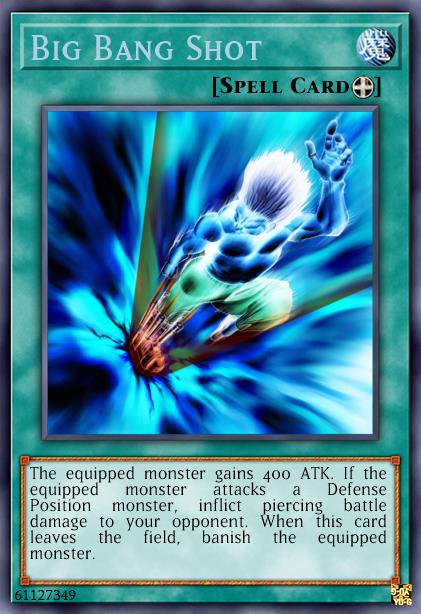 Big Bang Shot
魔
[Spell Card]
The equipped monster gains 400 ATK. If the
equipped monster attacks a Defense
Position monster, inflict piercing battle
damage to your opponent. When this card
leaves the field, banish the equipped
monster.
61127349